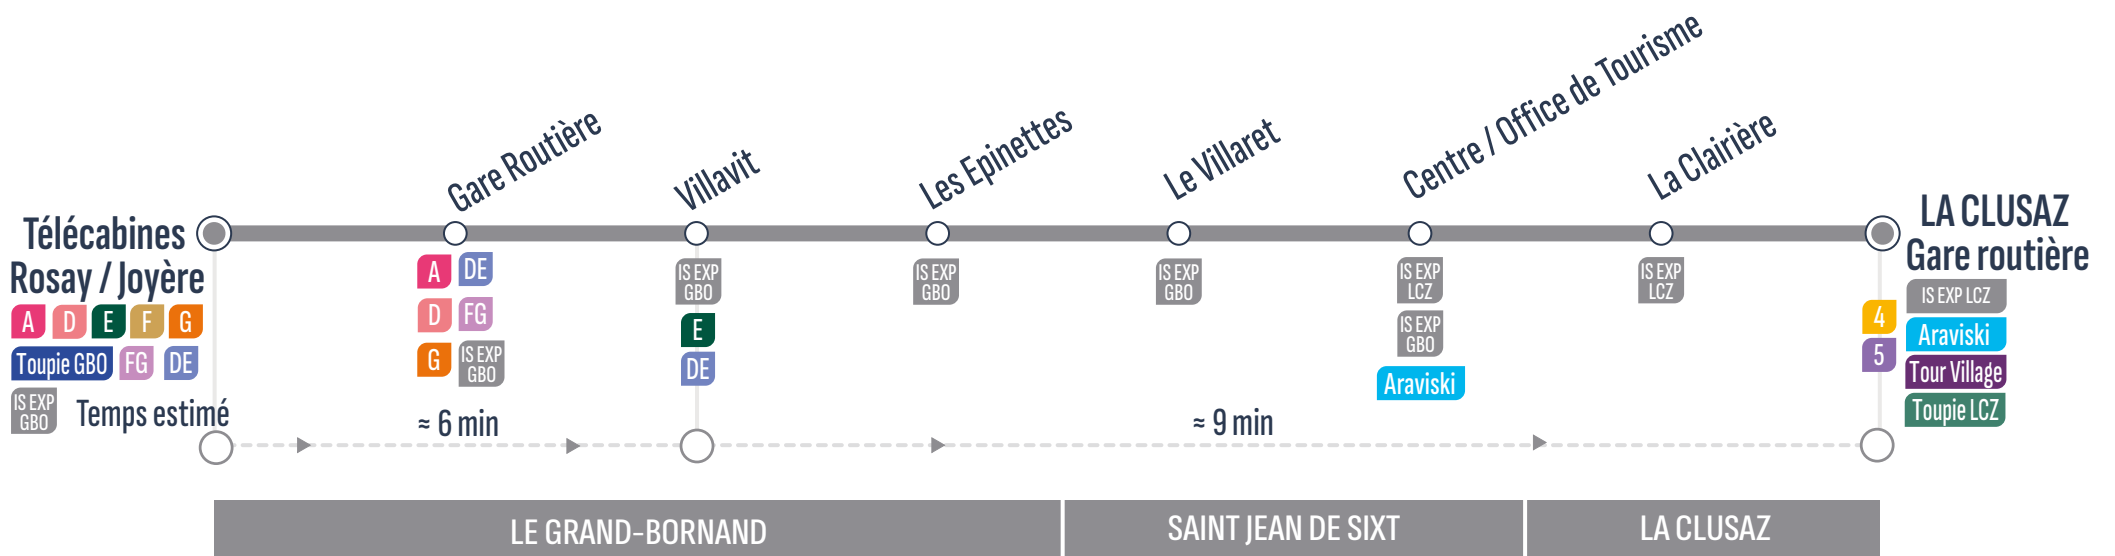 Télécabines
Rosay / Joyère
A D E F G
Toupie GBO FG DE
IS EXP
GBO
Temps estimé
Gare Routière
A DE
D FG
G IS EXP
GBO
≈ 6 min
Villavit
IS EXP
GBO
E
DE
Les Epinettes
IS EXP
GBO
Le Villaret
IS EXP
GBO
≈ 9 min
Centre / Office de Tourisme
IS EXP
LCZ
IS EXP
GBO
Araviski
La Clairière
IS EXP
LCZ
LA CLUSAZ
Gare routière
4
5
IS EXP LCZ
Araviski
Tour Village
Toupie LCZ
LE GRAND-BORNAND
SAINT JEAN DE SIXT
LA CLUSAZ